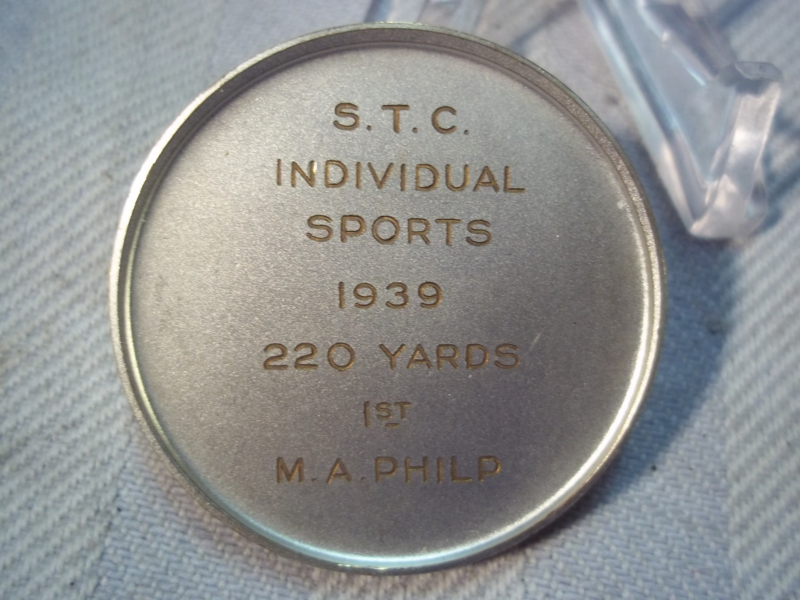 S.T.C.
INDIVIDUAL
SPORTS
1939
220 YARDS
1ST
M.A.PHILP